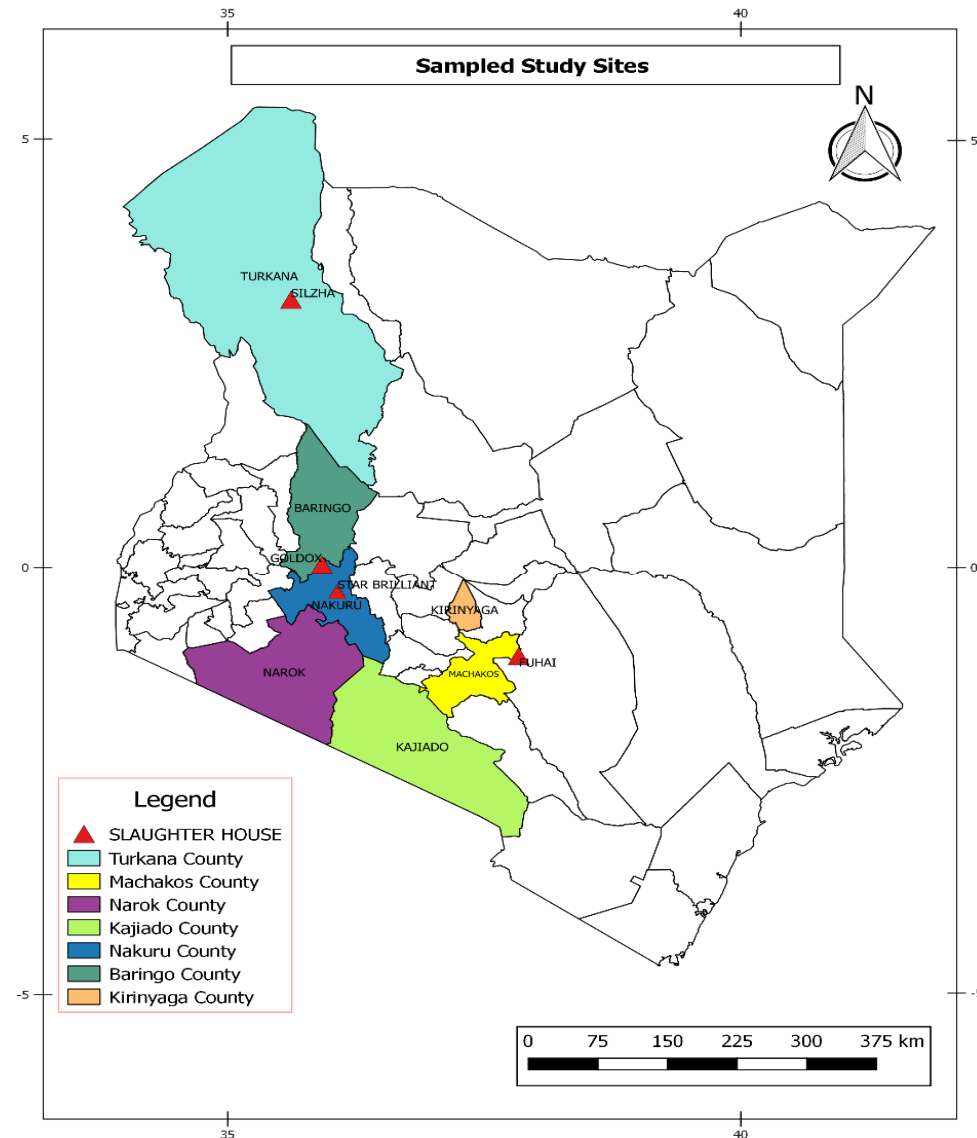 35
40
Sampled Study Sites
N
5
5
TURKANA
SILZHA
BARINGO
GOLDOX
STAR BRILLIANT
NAKURU
KIRINYAGA
0
0
FUHAI
NAROK
MACHAKOS
KAJIADO
Legend
SLAUGHTER HOUSE
Turkana County
Machakos County
Narok County
Kajiado County
Nakuru County
Baringo County
Kirinyaga County
-5
-5
0 75 150 225 300 375 km
35
40